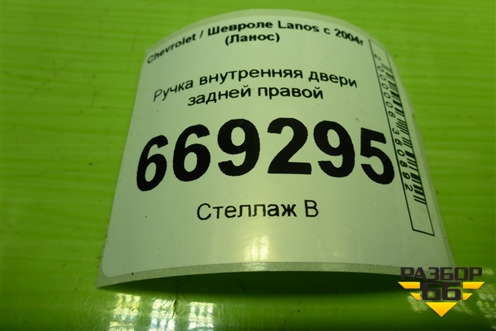 Chevrolet / Шевроле Lanos с 2004г
(Ланос)
Ручка внутренняя двери
задней правой
669295
Стеллаж В
РАЗБОР
66